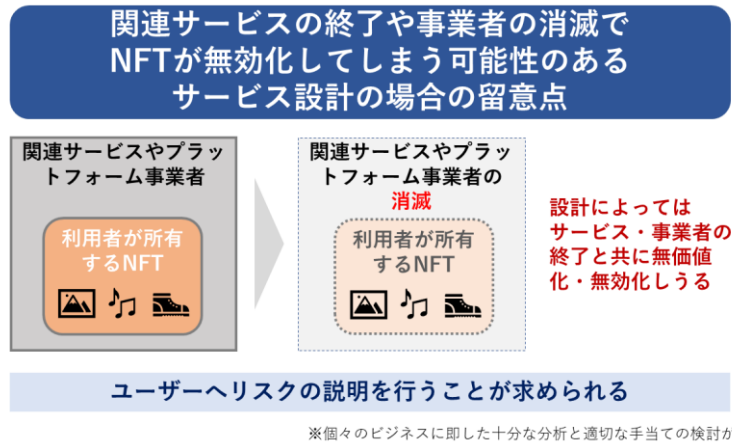 関連サービスの終了や事業者の消滅で
NFTが無効化してしまう可能性のある
サービス設計の場合の留意点
関連サービスやプラッ
トフォーム事業者
利用者が所有
するNFT
関連サービスやプラッ
トフォーム事業者の
消滅
利用者が所有
するNFT
設計によっては
サービス・事業者の
終了と共に無価値
化・無効化しうる
ユーザーへリスクの説明を行うことが求められる
※個々のビジネスに即した十分な分析と適切な手当ての検討が